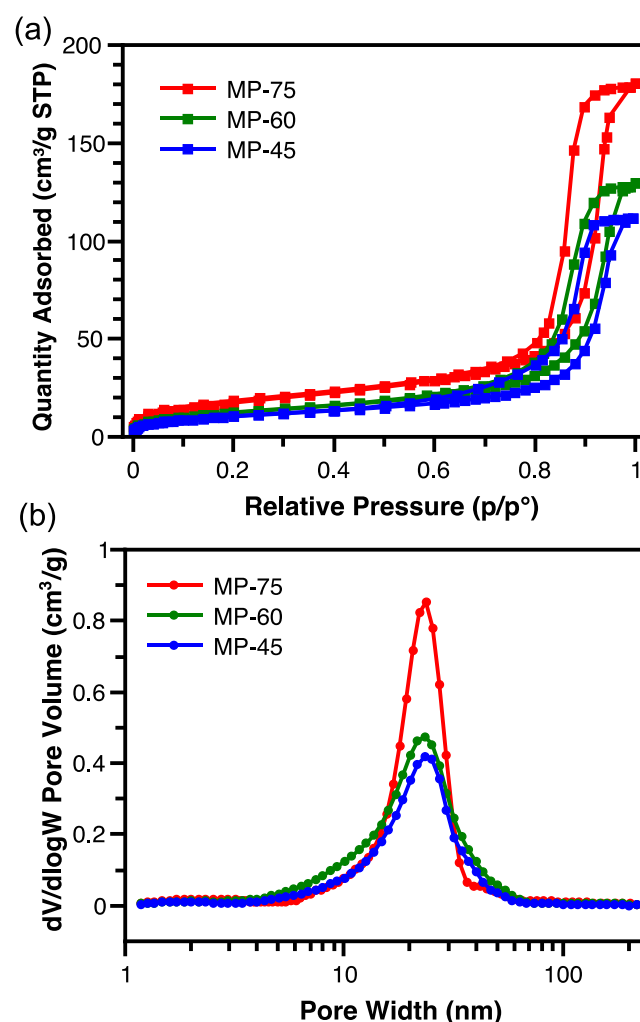 (a)
200
150
100
50
0
Quantity Adsorbed (cm³/g STP)
MP-75
MP-60
MP-45
0 0.2 0.4 0.6 0.8 1
Relative Pressure (p/p°)
(b)
1
0.8
0.6
0.4
0.2
0
dV/dlogW Pore Volume (cm³/g)
MP-75
MP-60
MP-45
1 10 100
Pore Width (nm)